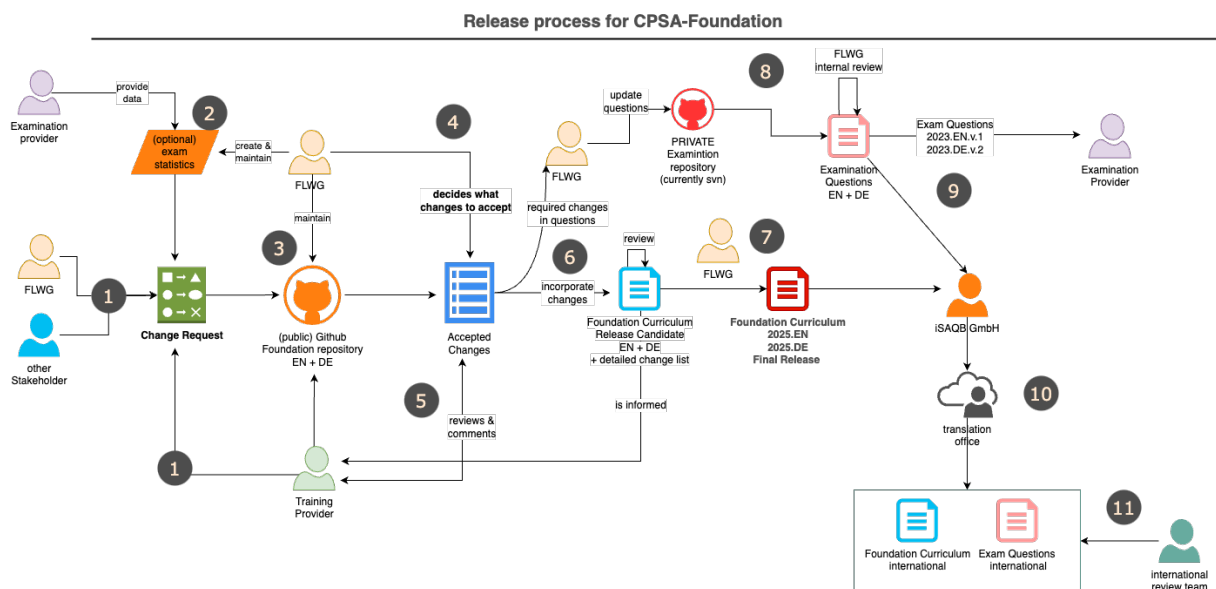 Release process for CPSA-Foundation
Examination
provider
provide
data
2
(optional)
exam
statistics
create &
maintain
FLWG
maintain
4
decides what
changes to accept
FLWG
update
questions
PRIVATE
Examintion
repository
(currently svn)
8
FLWG
internal review
Examination
Questions
EN + DE
Exam Questions
2023.EN.v.1
2023.DE.v.2
Examination
Provider
9
FLWG
other
Stakeholder
1
Change Request
3
(public) Github
Foundation repository
EN + DE
Accepted
Changes
required changes
in questions
6
incorporate
changes
review
Foundation Curriculum
Release Candidate
EN + DE
+ detailed change list
FLWG
7
Foundation Curriculum
2025.EN
2025.DE
Final Release
iSAQB GmbH
10
translation
office
5
reviews &
comments
is informed
1
Training
Provider
Foundation Curriculum
international
Exam Questions
international
11
international
review team